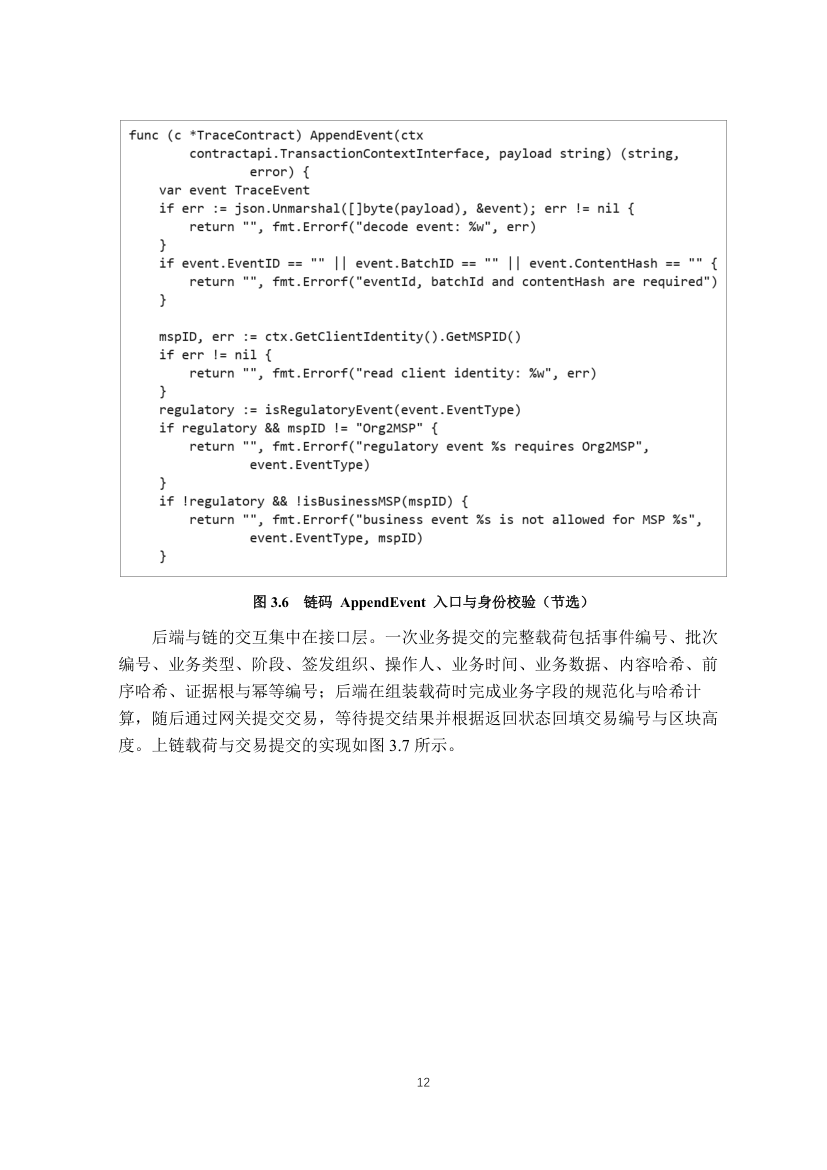 func (c *TraceContract) AppendEvent(ctx
        contractapi.TransactionContextInterface, payload string) (string,
                error) {
    var event TraceEvent
    if err := json.Unmarshal([]byte(payload), &event); err != nil {
        return "", fmt.Errorf("decode event: %w", err)
    }
    if event.EventID == "" || event.BatchID == "" || event.ContentHash == "" {
        return "", fmt.Errorf("eventId, batchId and contentHash are required")
    }

    mspID, err := ctx.GetClientIdentity().GetMSPID()
    if err != nil {
        return "", fmt.Errorf("read client identity: %w", err)
    }
    regulatory := isRegulatoryEvent(event.EventType)
    if regulatory && mspID != "Org2MSP" {
        return "", fmt.Errorf("regulatory event %s requires Org2MSP",
                event.EventType)
    }
    if !regulatory && !isBusinessMSP(mspID) {
        return "", fmt.Errorf("business event %s is not allowed for MSP %s",
                event.EventType, mspID)
    }
图 3.6 链码 AppendEvent 入口与身份校验（节选）
后端与链的交互集中在接口层。一次业务提交的完整载荷包括事件编号、批次
编号、业务类型、阶段、签发组织、操作人、业务时间、业务数据、内容哈希、前
序哈希、证据根与幂等编号；后端在组装载荷时完成业务字段的规范化与哈希计
算，随后通过网关提交交易，等待提交结果并根据返回状态回填交易编号与区块高
度。上链载荷与交易提交的实现如图 3.7 所示。
12